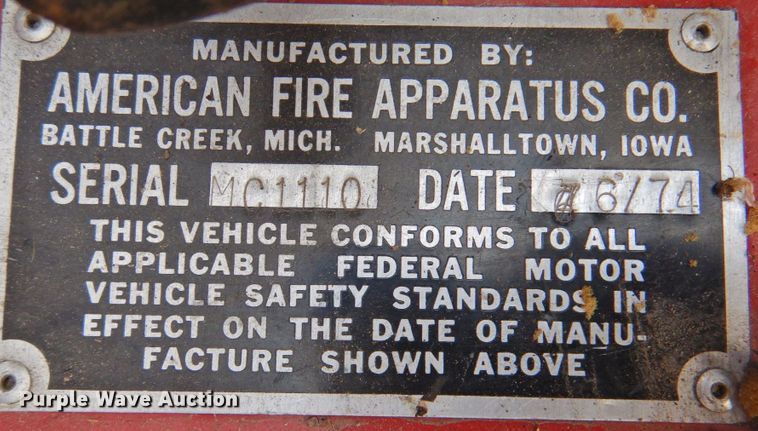 MANUFACTURED BY:
AMERICAN FIRE APPARATUS CO.
BATTLE CREEK, MICH. MARSHALLTOWN, IOWA
SERIAL MC1110 DATE 6/74
THIS VEHICLE CONFORMS TO ALL
APPLICABLE FEDERAL MOTOR
VEHICLE SAFETY STANDARDS IN
EFFECT ON THE DATE OF MANU-
FACTURE SHOWN ABOVE
Purple Wave Auction